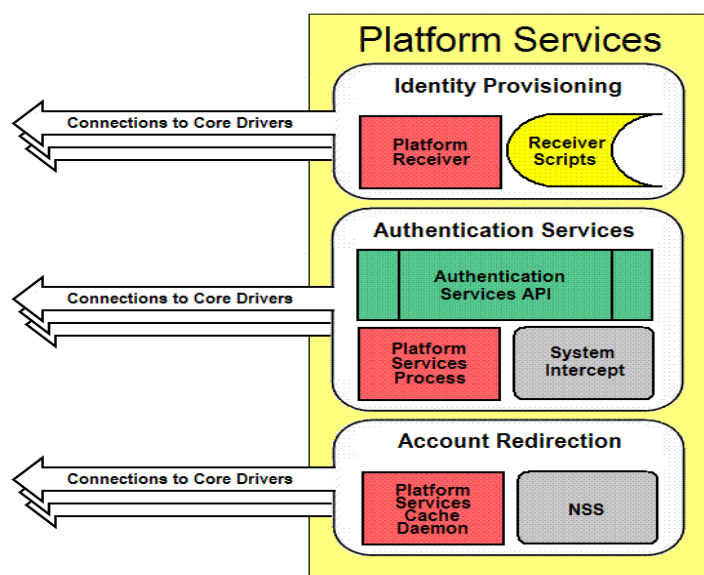 Platform Services
Identity Provisioning
Connections to Core Drivers
Platform
Receiver
Receiver
Scripts
Authentication Services
Authentication
Services API
Connections to Core Drivers
Platform
Services
Process
System
Intercept
Account Redirection
Connections to Core Drivers
Platform
Services
Cache
Daemon
NSS